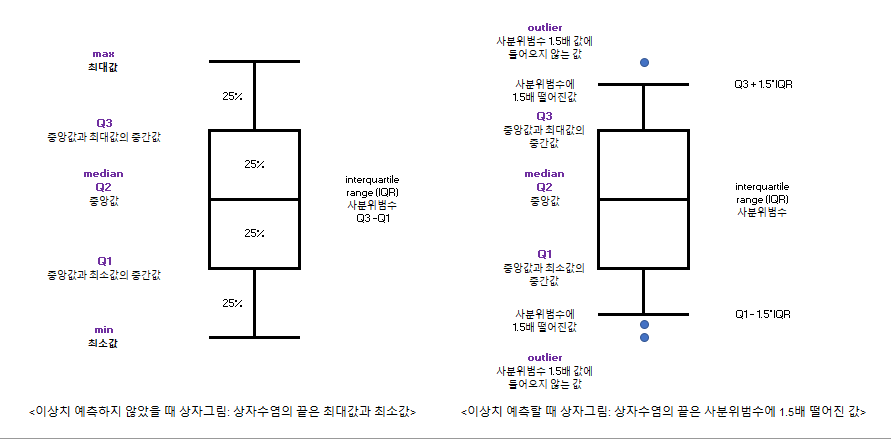 max
최대값
25%
Q3
중앙값과 최대값의 중간값
25%
median
Q2
중앙값
interquartile
range (IQR)
사분위범수
Q3 -Q1
25%
Q1
중앙값과 최소값의 중간값
25%
min
최소값
<이상치 예측하지 않았을 때 상자그림: 상자수염의 끝은 최대값과 최소값>
outlier
사분위범수 1.5배 값에
들어오지 않는 값
사분위범수에
1.5배 떨어진값
Q3 + 1.5*IQR
Q3
중앙값과 최대값의
중간값
median
Q2
중앙값
interquartile
range (IQR)
사분위범수
Q1
중앙값과 최소값의
중간값
사분위범수에
1.5배 떨어진값
Q1 - 1.5*IQR
outlier
사분위범수 1.5배 값에
들어오지 않는 값
<이상치 예측할 때 상자그림: 상자수염의 끝은 사분위범수에 1.5배 떨어진 값>